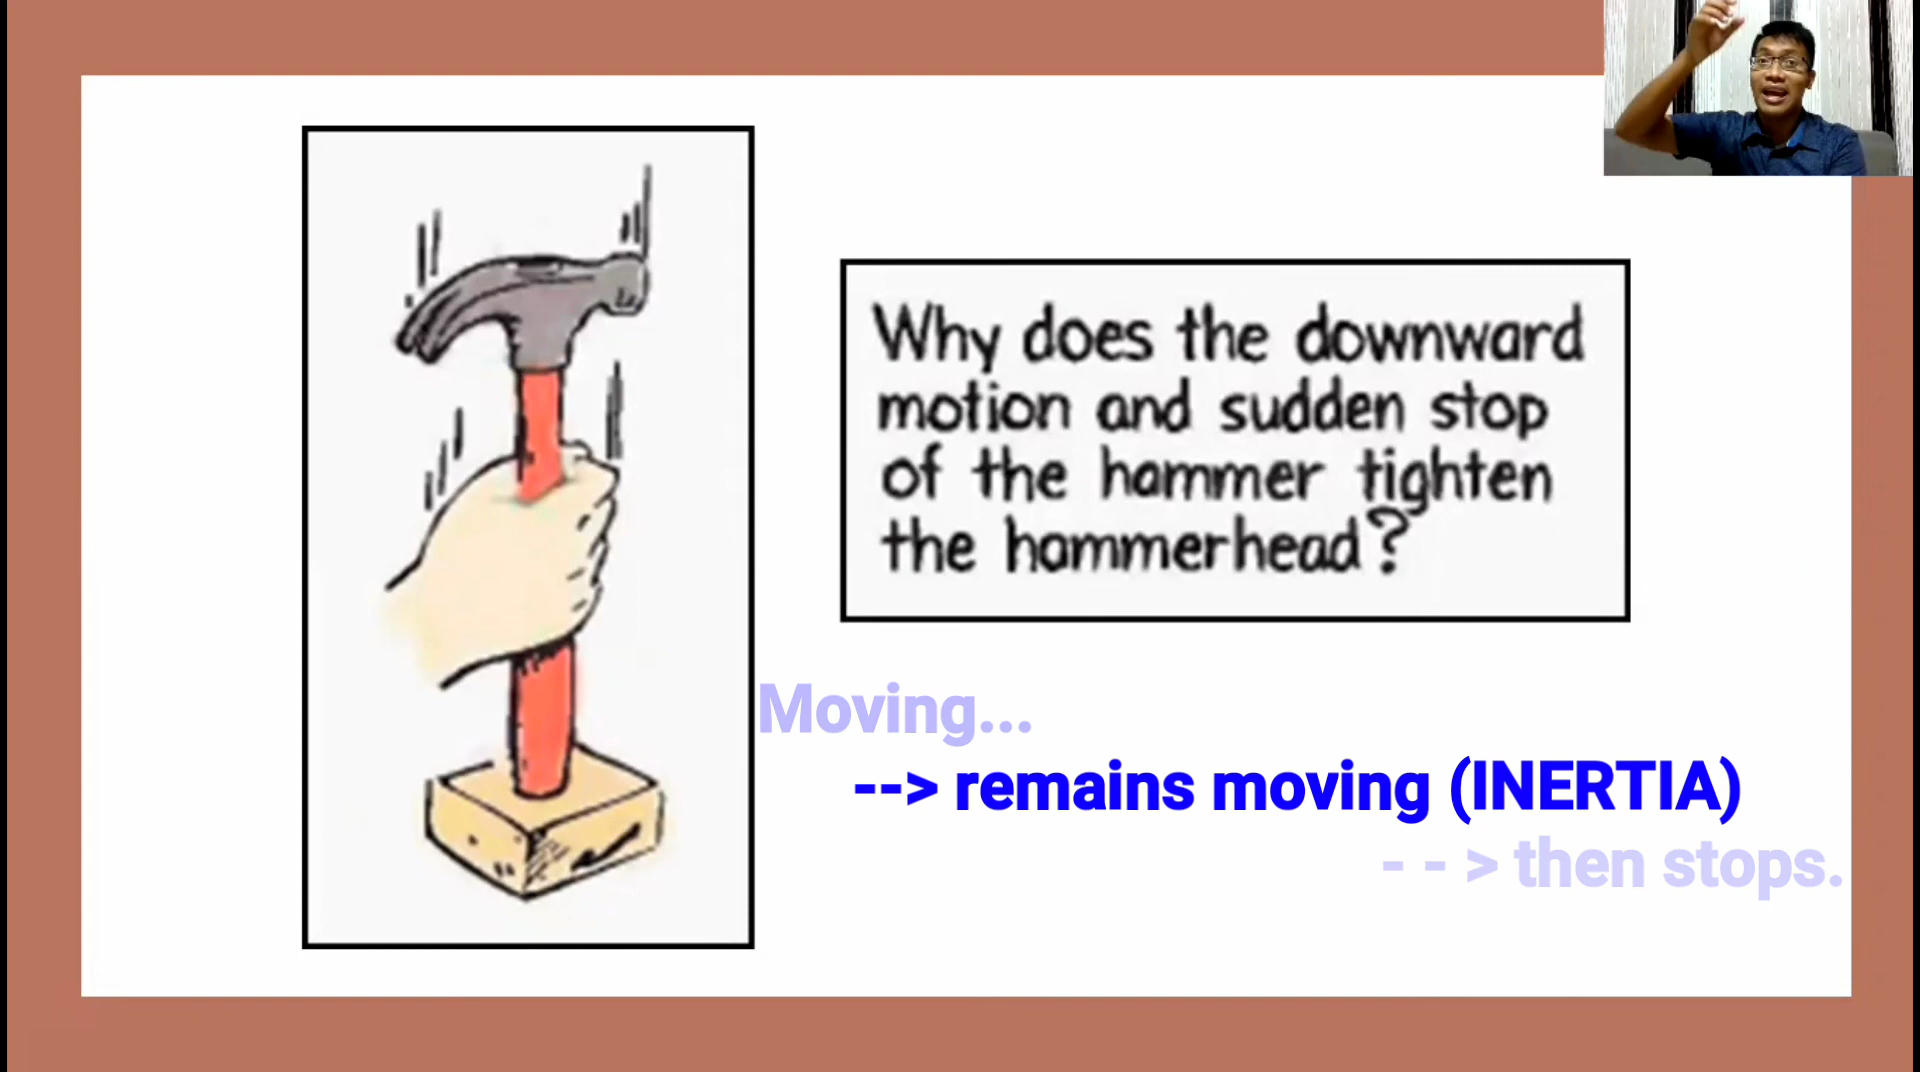 Why does the downward
motion and sudden stop
of the hammer tighten
the hammerhead?
Moving...
--> remains moving (INERTIA)
- - > then stops.